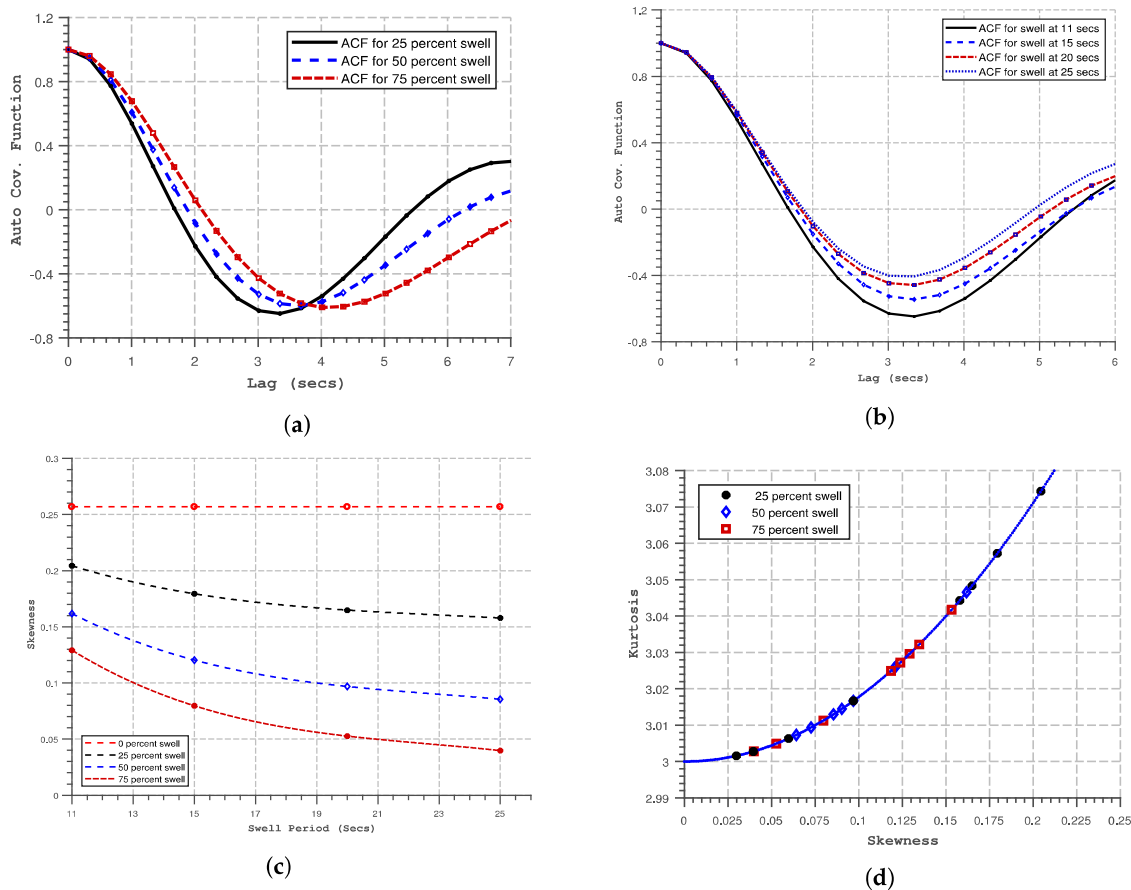 1.2
0.8
0.4
0
-0.4
-0.8
Auto Cov. Function
ACF for 25 percent swell
ACF for 50 percent swell
ACF for 75 percent swell
0 1 2 3 4 5 6 7
Lag (secs)
(a)
1.2
0.8
0.4
0
-0.4
-0.8
Auto Cov. Function
ACF for swell at 11 secs
ACF for swell at 15 secs
ACF for swell at 20 secs
ACF for swell at 25 secs
0 1 2 3 4 5 6
Lag (secs)
(b)
0.3
0.25
0.2
0.15
0.1
0.05
0
Skewness
0 percent swell
25 percent swell
50 percent swell
75 percent swell
11 13 15 17 19 21 23 25
Swell Period (Secs)
(c)
3.08
3.07
3.06
3.05
3.04
3.03
3.02
3.01
3
2.99
Kurtosis
25 percent swell
50 percent swell
75 percent swell
0 0.025 0.05 0.075 0.1 0.125 0.15 0.175 0.2 0.225 0.25
Skewness
(d)